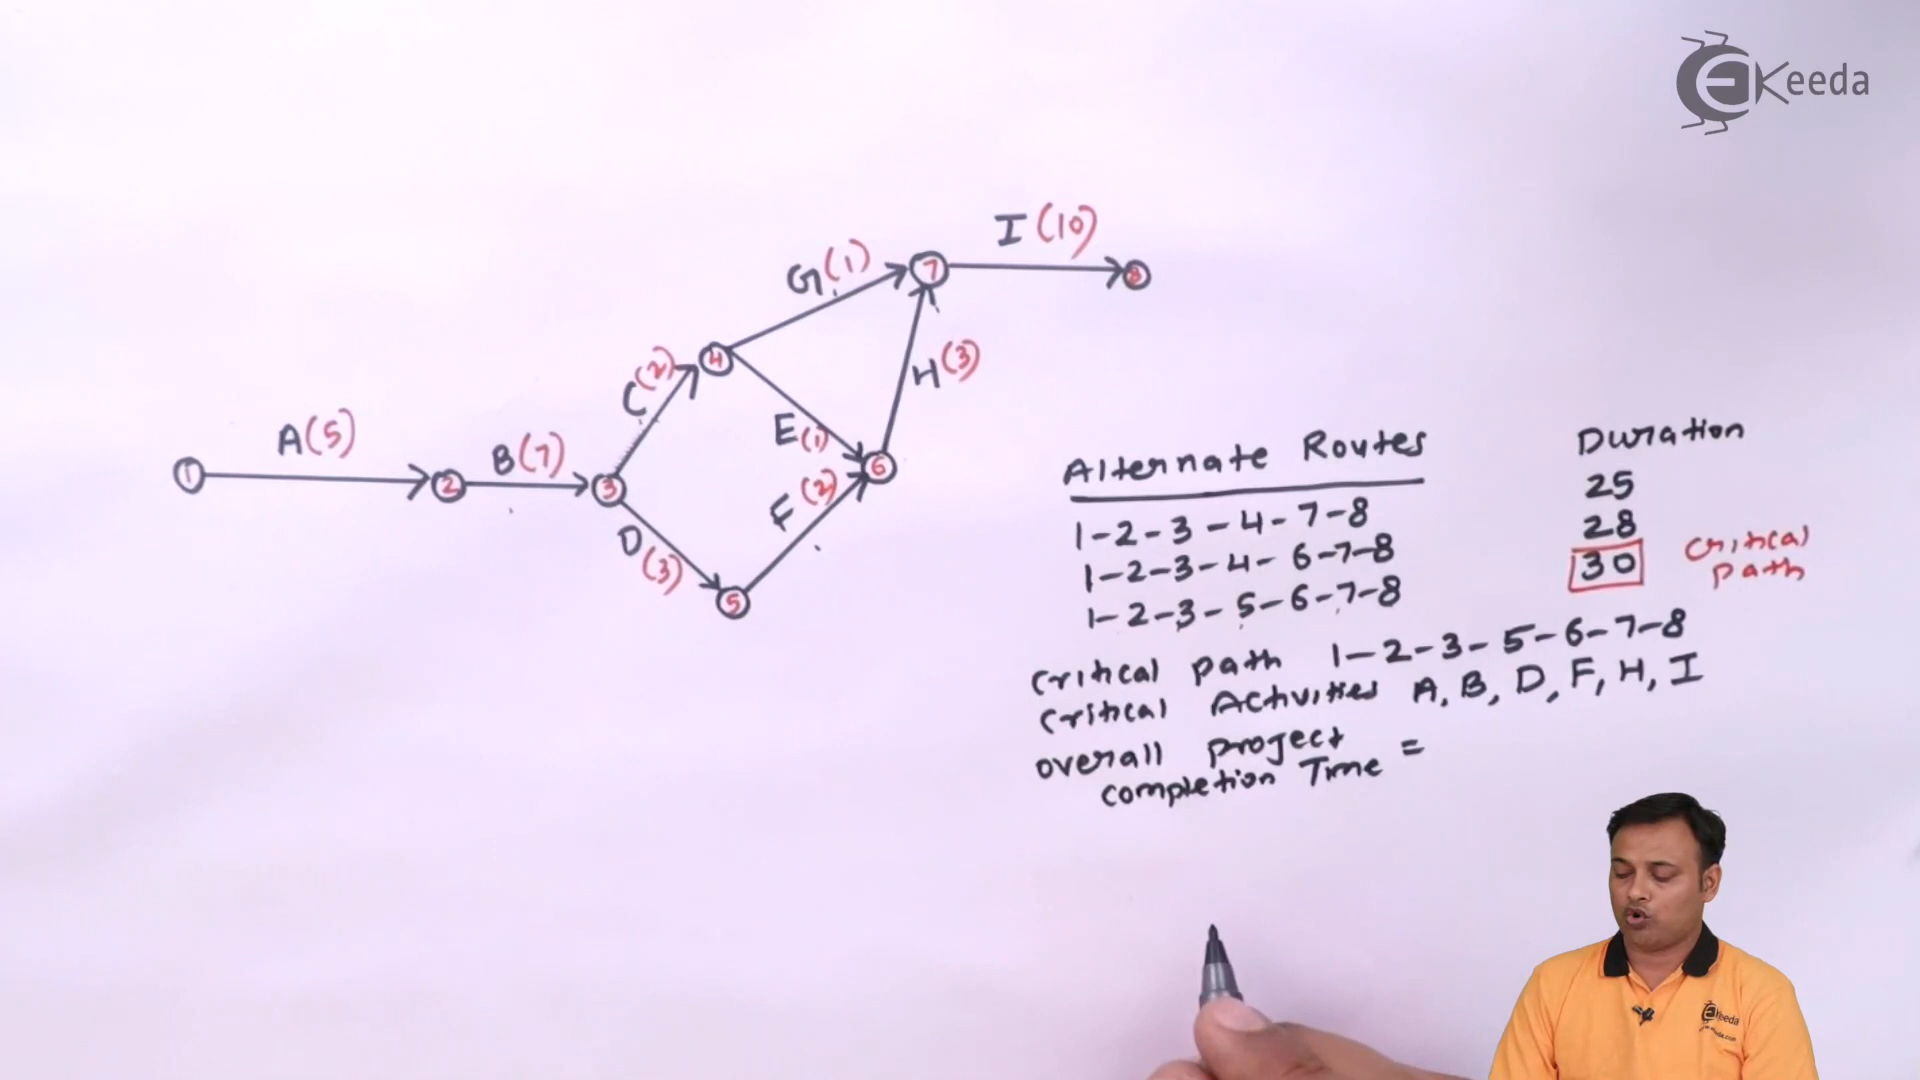 EKeeda
I (10)
G (1)
7
8
4
C (2)
H (3)
A (5)
B (7)
E (1)
1
2
3
6
F (2)
D (3)
5
Alternate Routes
Duration
1-2-3-4-7-8
25
1-2-3-4-6-7-8
28
1-2-3-5-6-7-8
30
critical
path
critical path 1-2-3-5-6-7-8
critical Activities A, B, D, F, H, I
overall project
completion Time =
EKeeda